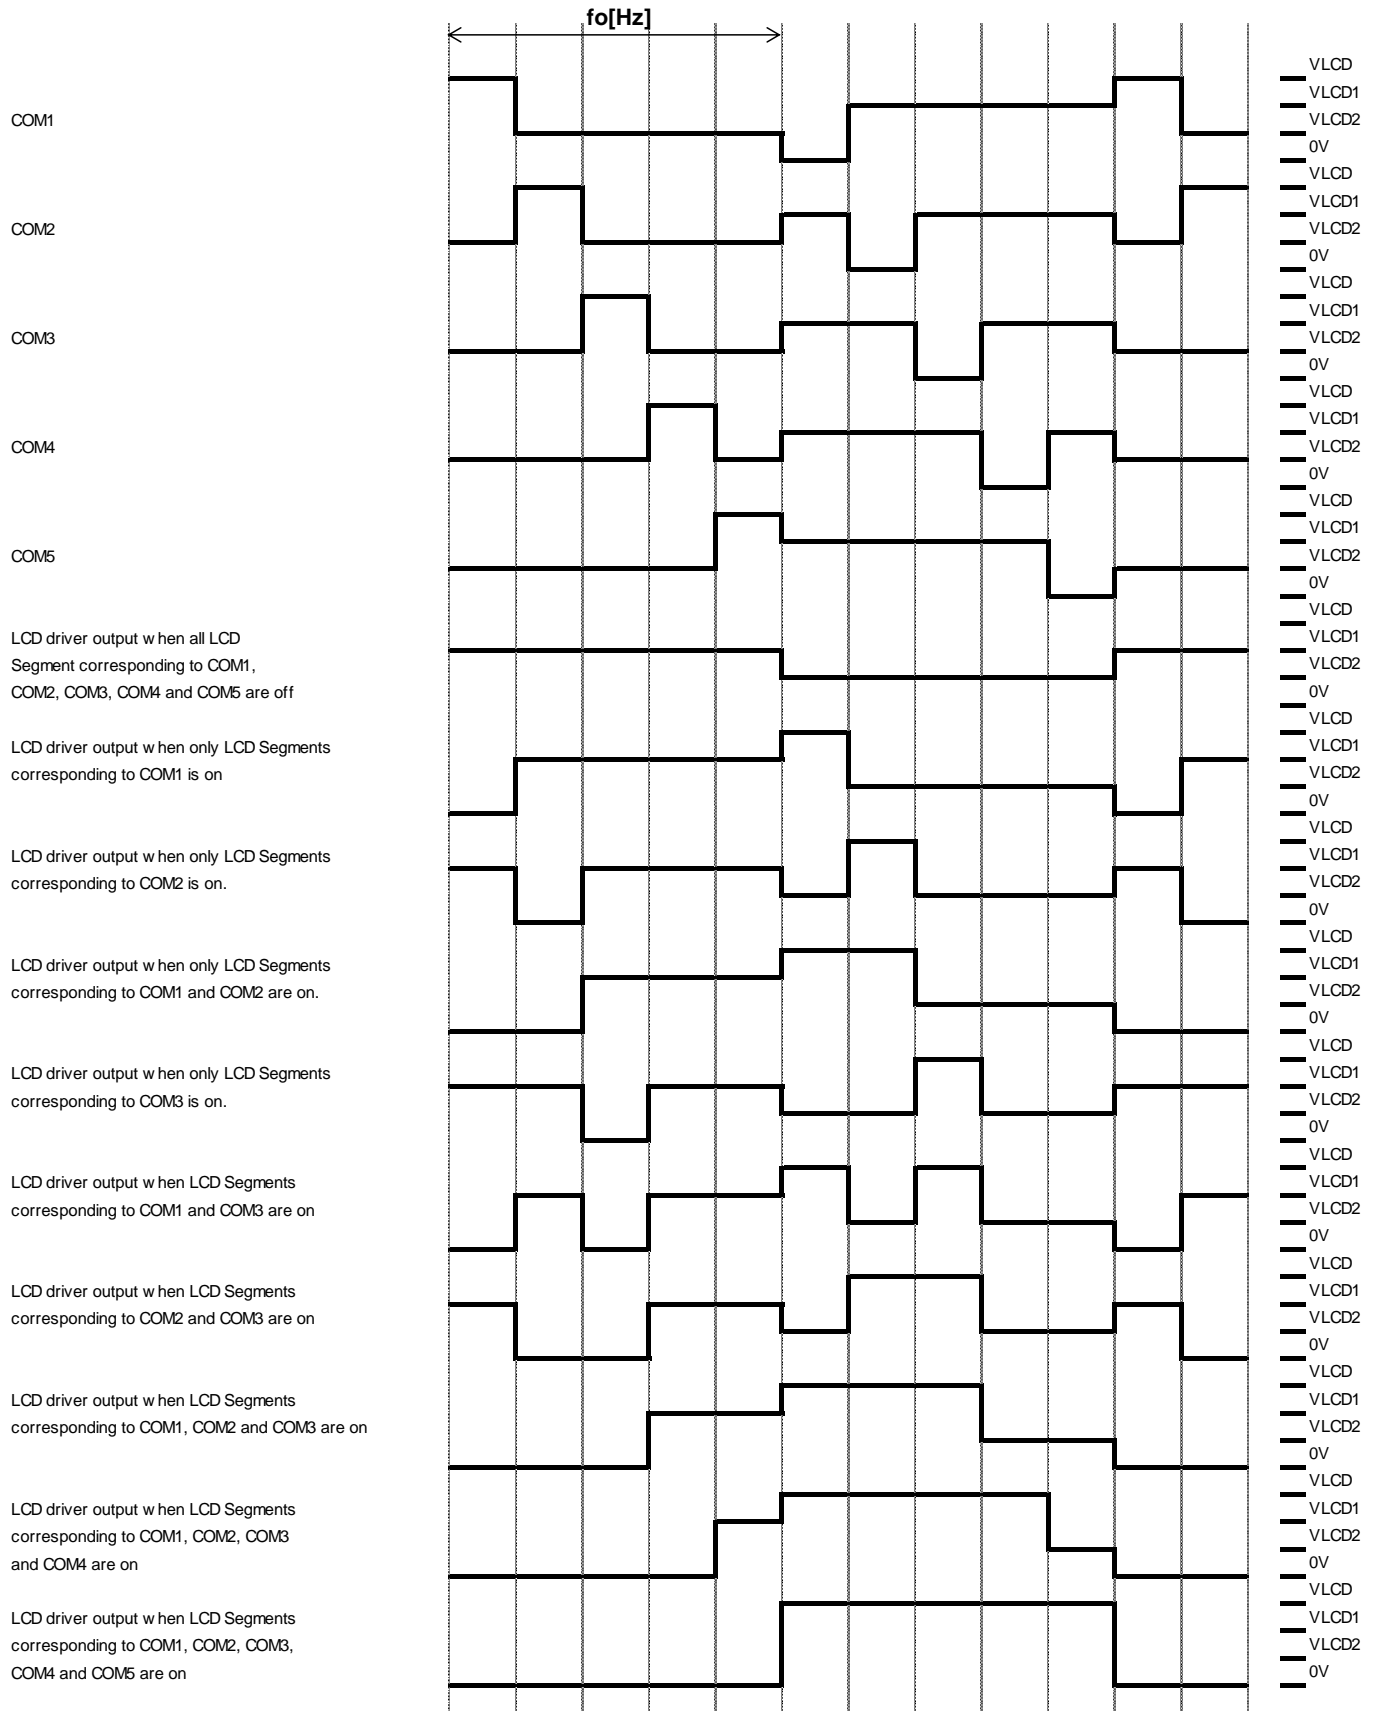 fo[Hz]
VLCD
VLCD1
COM1
VLCD2
0V
VLCD
VLCD1
COM2
VLCD2
0V
VLCD
VLCD1
COM3
VLCD2
0V
VLCD
VLCD1
COM4
VLCD2
0V
VLCD
VLCD1
COM5
VLCD2
0V
VLCD
LCD driver output when all LCD
VLCD1
Segment corresponding to COM1,
VLCD2
COM2, COM3, COM4 and COM5 are off
0V
VLCD
LCD driver output when only LCD Segments
VLCD1
corresponding to COM1 is on
VLCD2
0V
VLCD
LCD driver output when only LCD Segments
VLCD1
corresponding to COM2 is on.
VLCD2
0V
VLCD
LCD driver output when only LCD Segments
VLCD1
corresponding to COM1 and COM2 are on.
VLCD2
0V
VLCD
LCD driver output when only LCD Segments
VLCD1
corresponding to COM3 is on.
VLCD2
0V
VLCD
LCD driver output when LCD Segments
VLCD1
corresponding to COM1 and COM3 are on
VLCD2
0V
VLCD
LCD driver output when LCD Segments
VLCD1
corresponding to COM2 and COM3 are on
VLCD2
0V
VLCD
LCD driver output when LCD Segments
VLCD1
corresponding to COM1, COM2 and COM3 are on
VLCD2
0V
VLCD
LCD driver output when LCD Segments
VLCD1
corresponding to COM1, COM2, COM3
VLCD2
and COM4 are on
0V
VLCD
LCD driver output when LCD Segments
VLCD1
corresponding to COM1, COM2, COM3,
VLCD2
COM4 and COM5 are on
0V